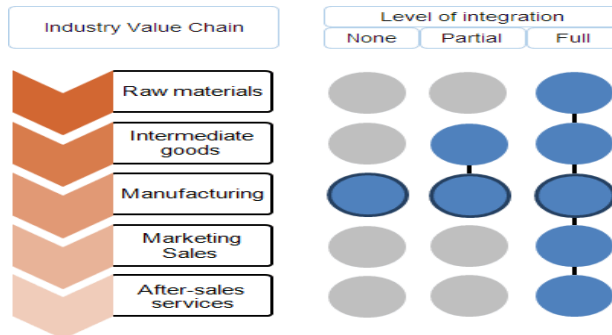 Industry Value Chain
Level of integration
None
Partial
Full
Raw materials
Intermediate
goods
Manufacturing
Marketing
Sales
After-sales
services